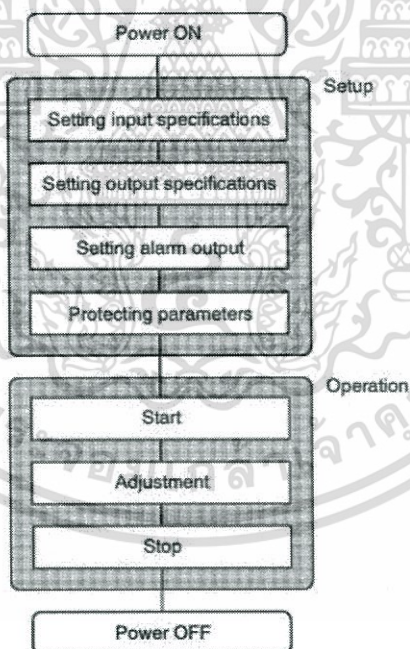 Power ON
Setup
Setting input specifications
Setting output specifications
Setting alarm output
Protecting parameters
Operation
Start
Adjustment
Stop
Power OFF